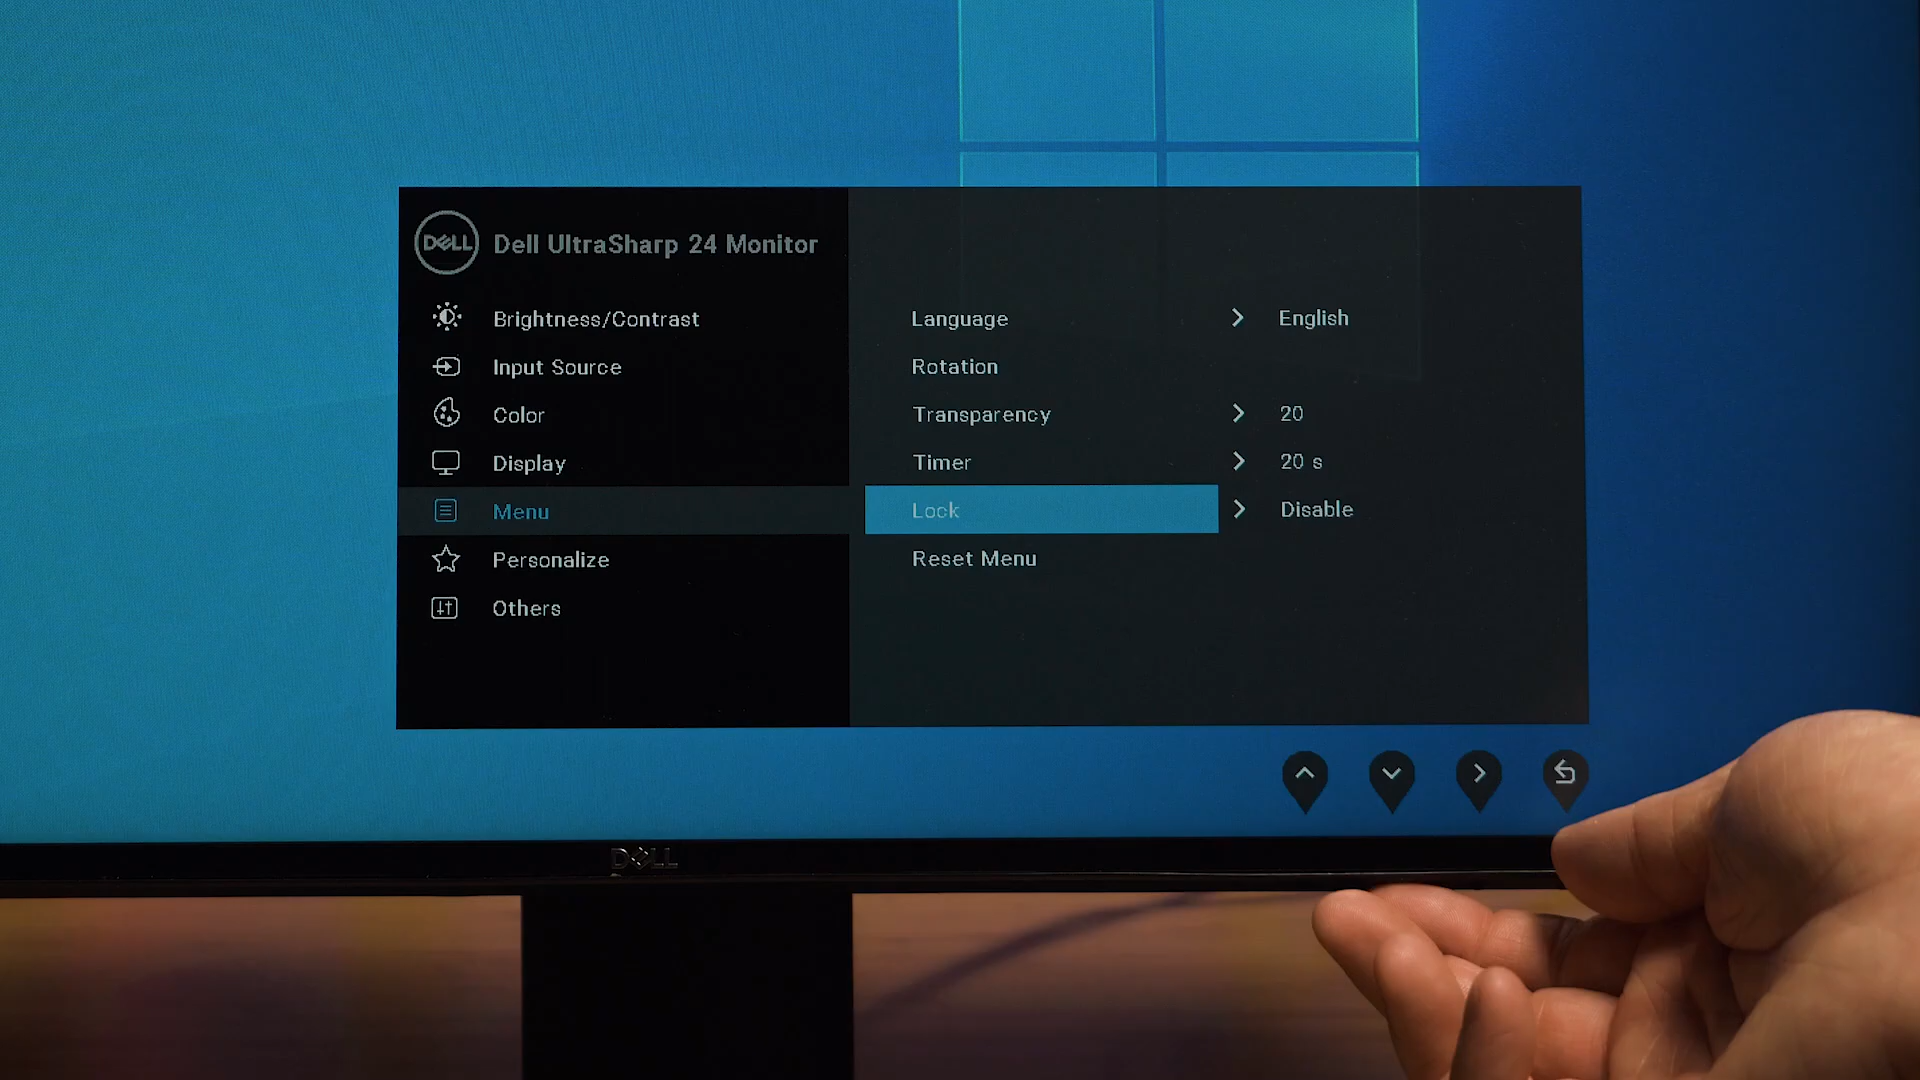 DELL Dell UltraSharp 24 Monitor
Brightness/Contrast
Input Source
Color
Display
Menu
Personalize
Others
Language > English
Rotation
Transparency > 20
Timer > 20 s
Lock > Disable
Reset Menu
DELL